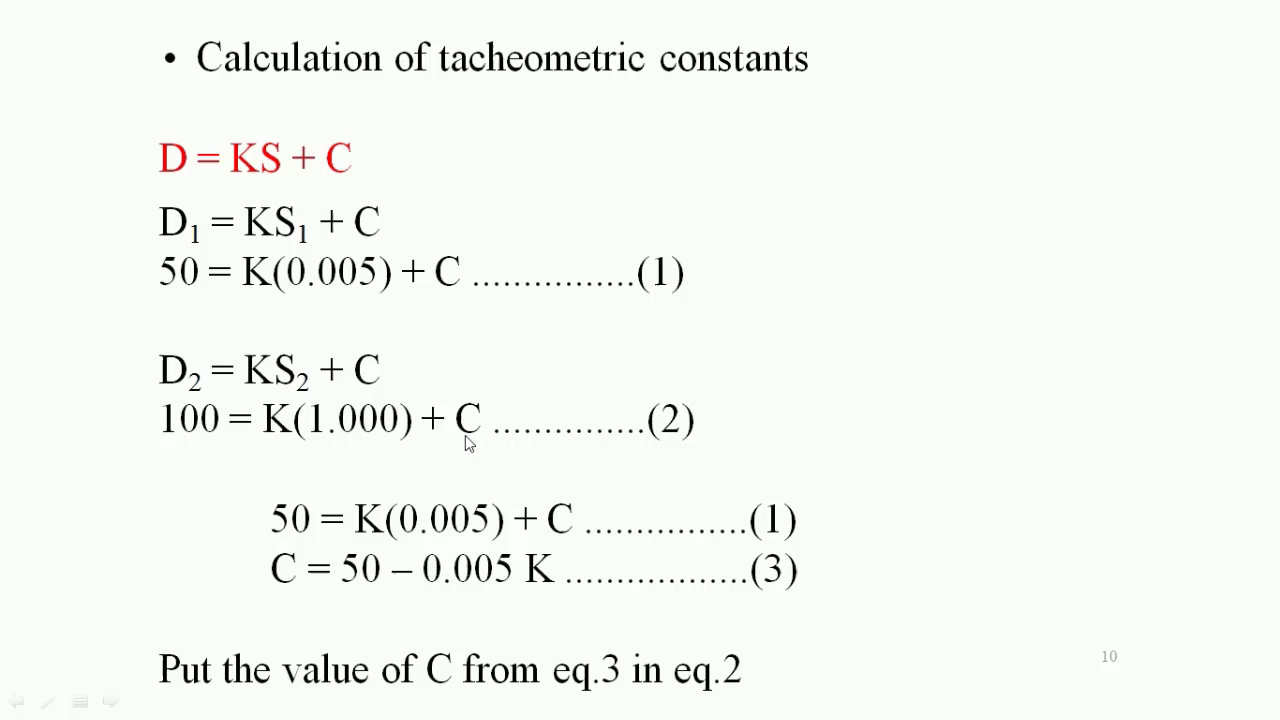 • Calculation of tacheometric constants
D = KS + C
D₁ = KS₁ + C
50 = K(0.005) + C ................(1)
D₂ = KS₂ + C
100 = K(1.000) + C ...............(2)
50 = K(0.005) + C ................(1)
C = 50 – 0.005 K ..................(3)
Put the value of C from eq.3 in eq.2
10